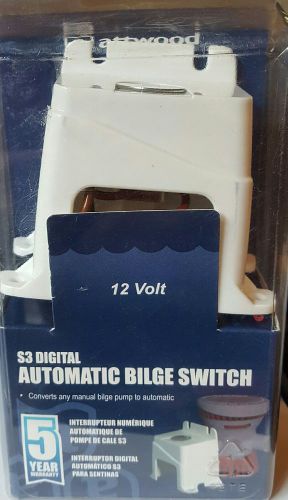 attwood
12 Volt
S3 DIGITAL
AUTOMATIC BILGE SWITCH
• Converts any manual bilge pump to automatic
5
YEAR
WARRANTY
INTERRUPTEUR NUMÉRIQUE
AUTOMATIQUE DE
POMPE DE CALE S3
INTERRUPTOR DIGITAL
AUTOMÁTICO S3
PARA SENTINAS